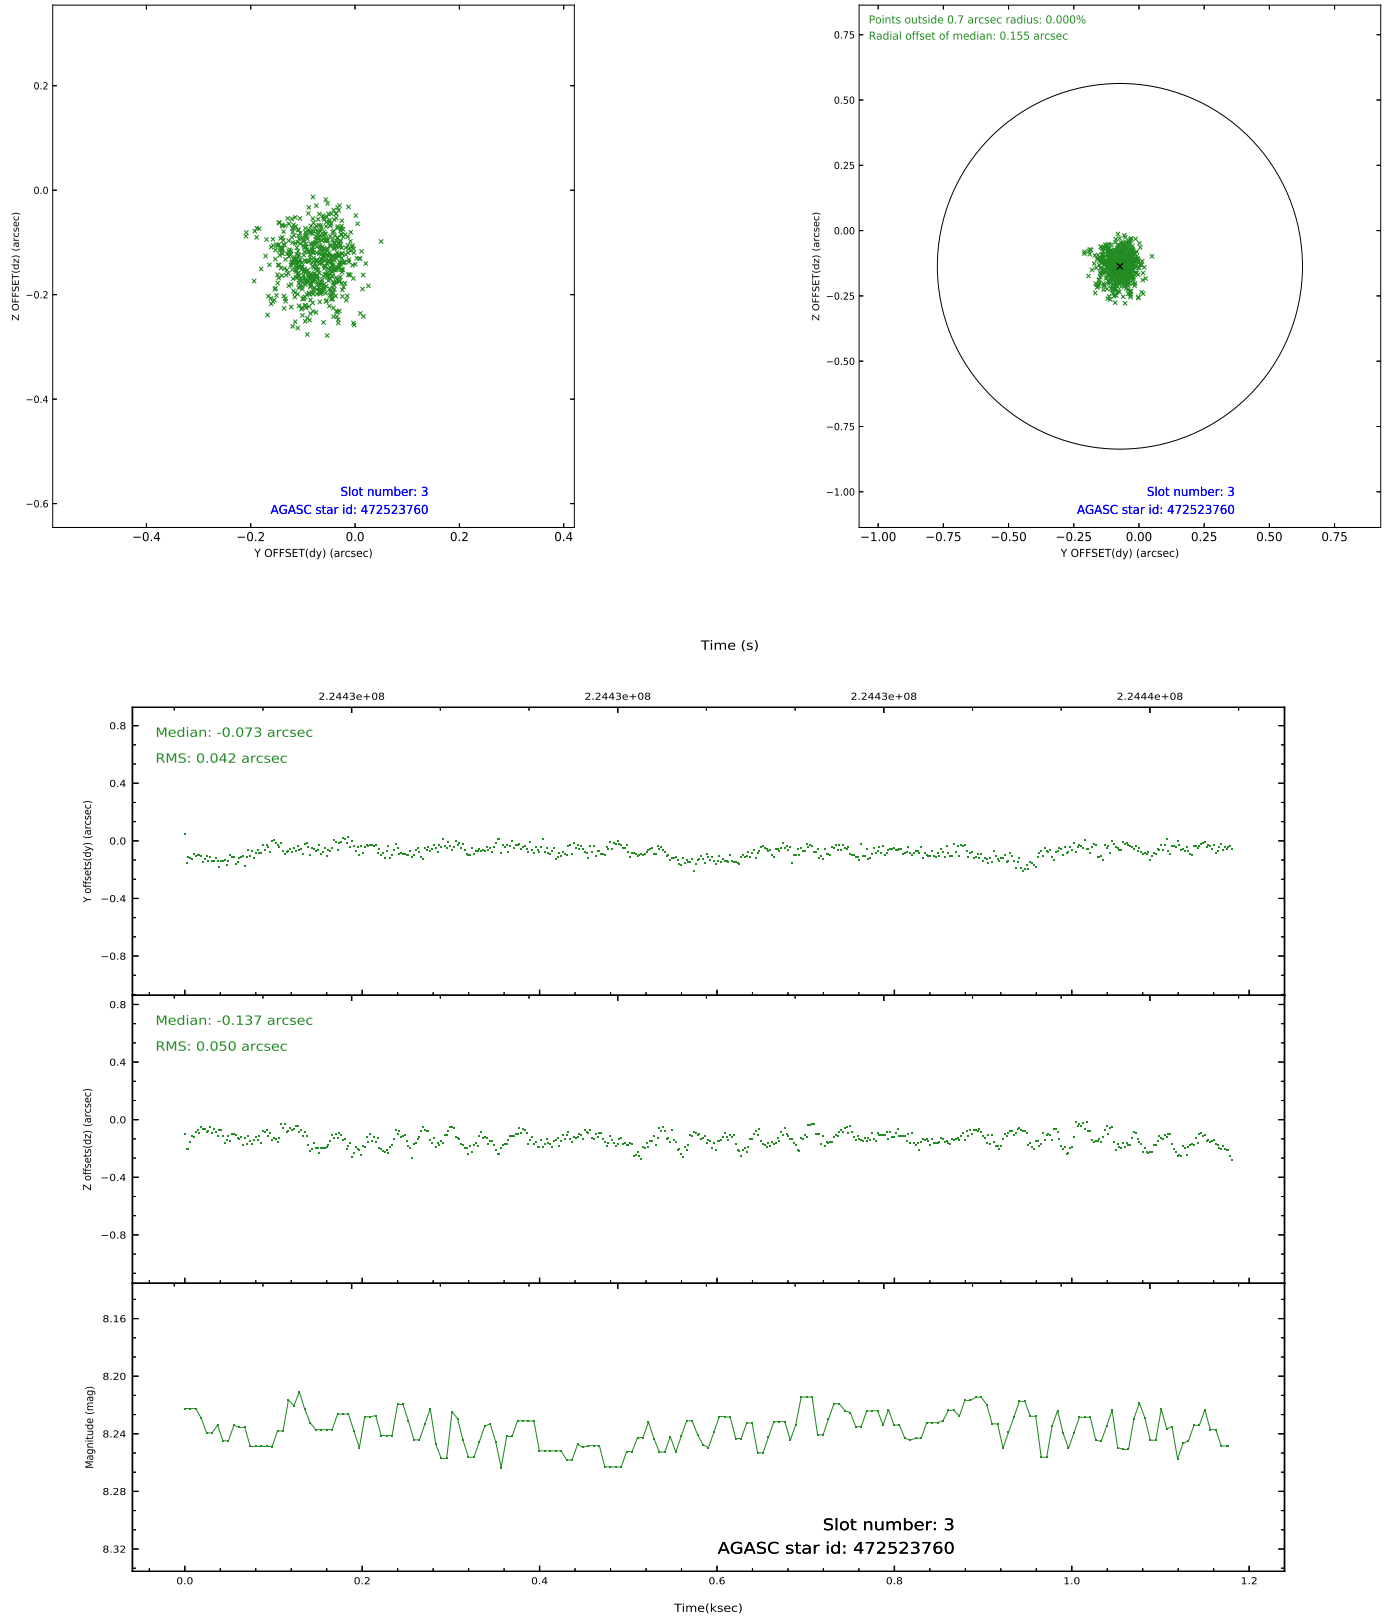 0.2
0.0
−0.2
−0.4
−0.6
Z OFFSET(dz) (arcsec)
Slot number: 3
AGASC star id: 472523760
−0.4 −0.2 0.0 0.2 0.4
Y OFFSET(dy) (arcsec)
Points outside 0.7 arcsec radius: 0.000%
Radial offset of median: 0.155 arcsec
0.75
0.50
0.25
0.00
−0.25
−0.50
−0.75
−1.00
Z OFFSET(dz) (arcsec)
Slot number: 3
AGASC star id: 472523760
−1.00 −0.75 −0.50 −0.25 0.00 0.25 0.50 0.75
Y OFFSET(dy) (arcsec)
Time (s)
2.2443e+08 2.2443e+08 2.2443e+08 2.2444e+08
Median: -0.073 arcsec
RMS: 0.042 arcsec
0.8
0.4
0.0
−0.4
−0.8
Y offsets(dy) (arcsec)
Median: -0.137 arcsec
RMS: 0.050 arcsec
0.8
0.4
0.0
−0.4
−0.8
Z offsets(dz) (arcsec)
8.16
8.20
8.24
8.28
8.32
Magnitude (mag)
Slot number: 3
AGASC star id: 472523760
0.0 0.2 0.4 0.6 0.8 1.0 1.2
Time(ksec)